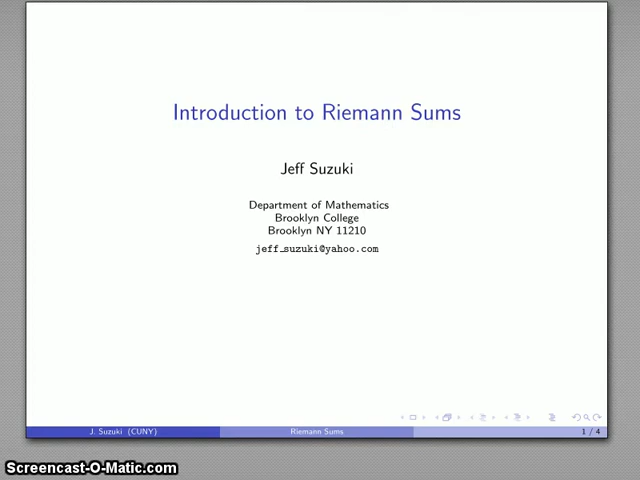 Introduction to Riemann Sums
Jeff Suzuki
Department of Mathematics
Brooklyn College
Brooklyn NY 11210
jeff_suzuki@yahoo.com
J. Suzuki (CUNY)
Riemann Sums
1 / 4
Screencast-O-Matic.com